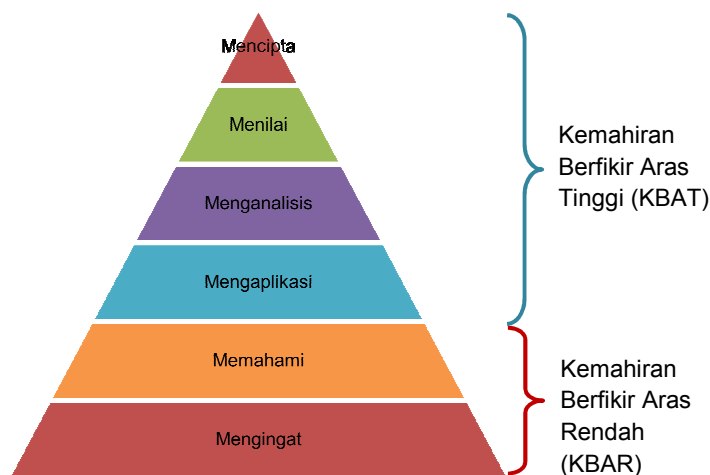 Mencipta
Menilai
Menganalisis
Mengaplikasi
Memahami
Mengingat
Kemahiran
Berfikir Aras
Tinggi (KBAT)
Kemahiran
Berfikir Aras
Rendah
(KBAR)